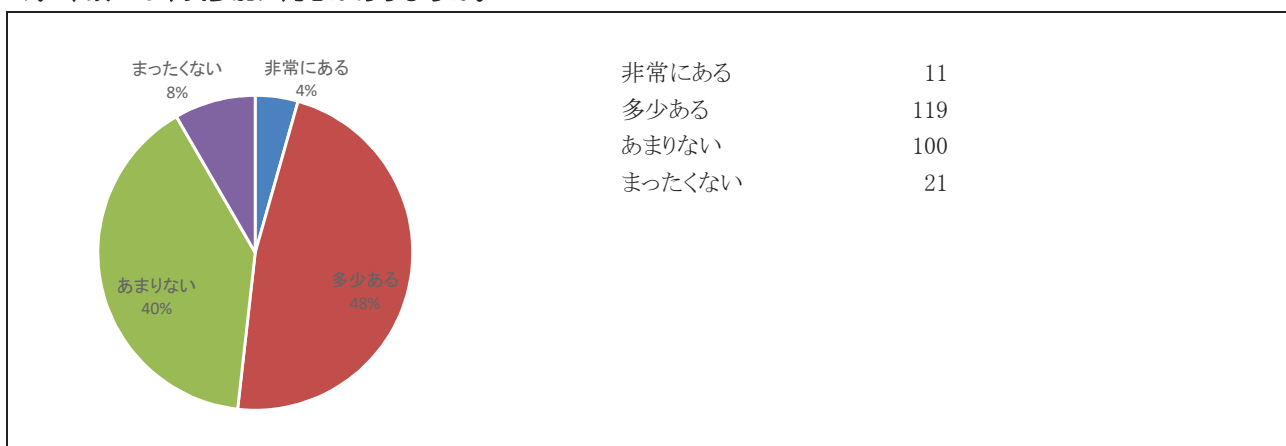 まったくない
8%
非常にある
4%
多少ある
48%
あまりない
40%
非常にある 11
多少ある 119
あまりない 100
まったくない 21